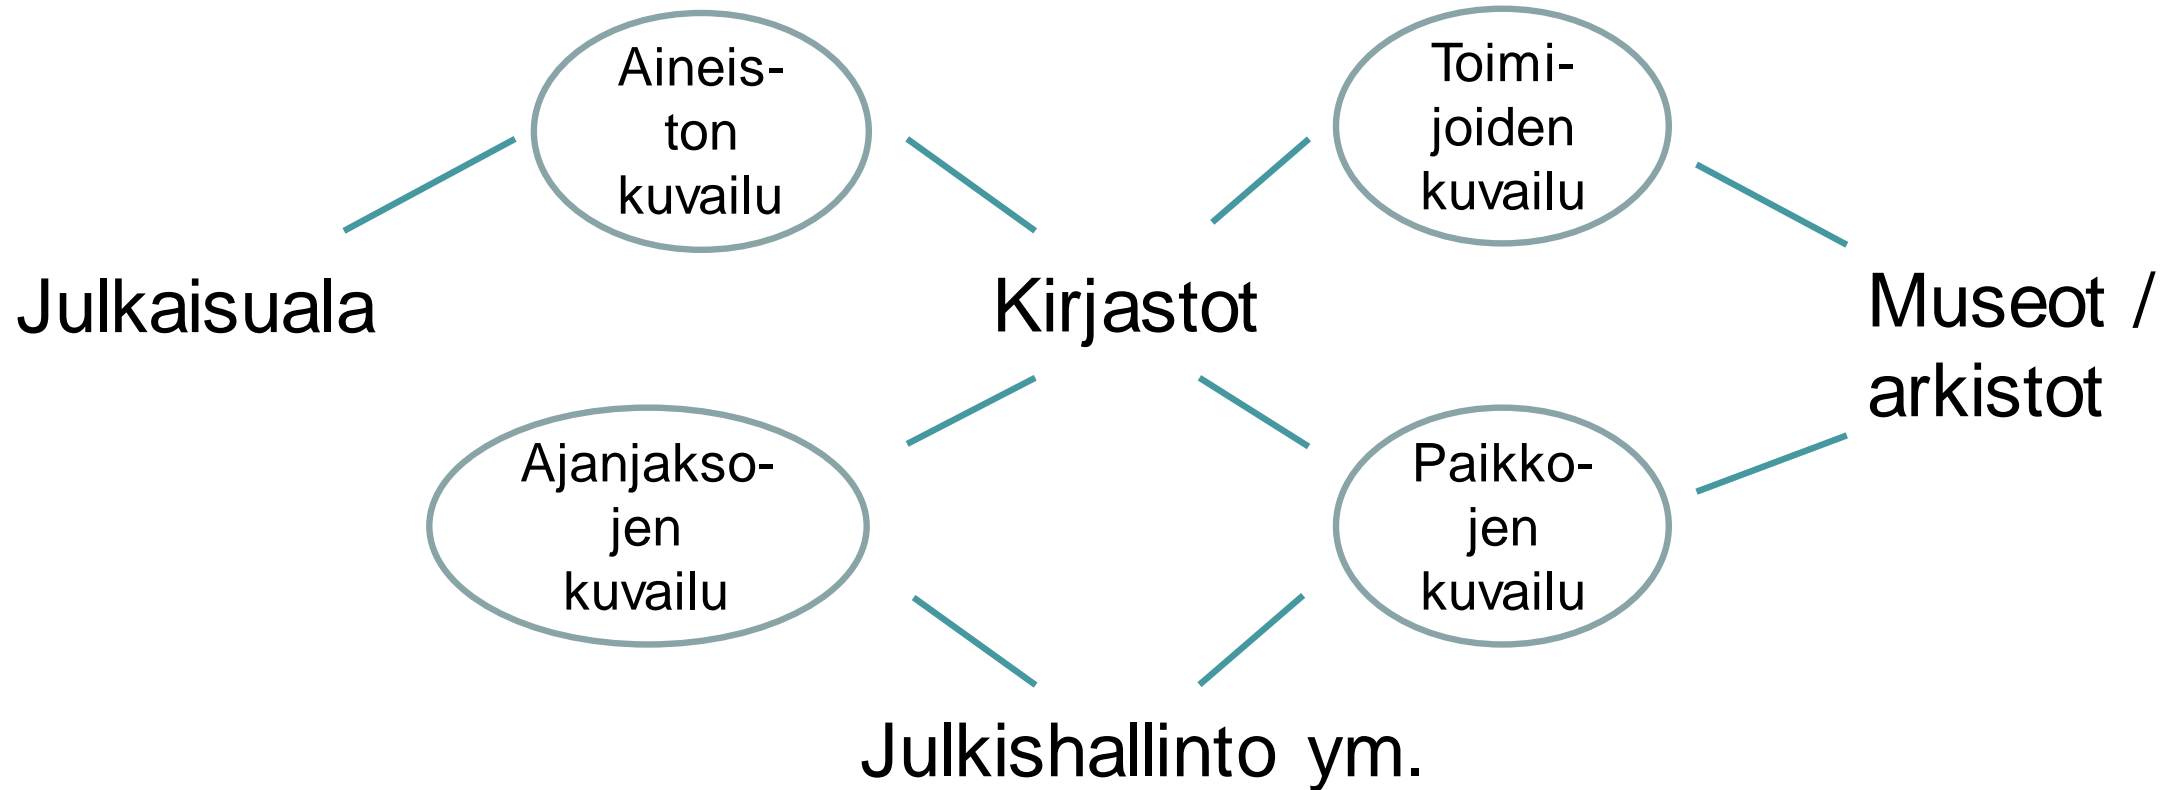 Aineis-
ton
kuvailu
Toimi-
joiden
kuvailu
Julkaisuala
Kirjastot
Museot /
arkistot
Ajanjakso-
jen
kuvailu
Paikko-
jen
kuvailu
Julkishallinto ym.